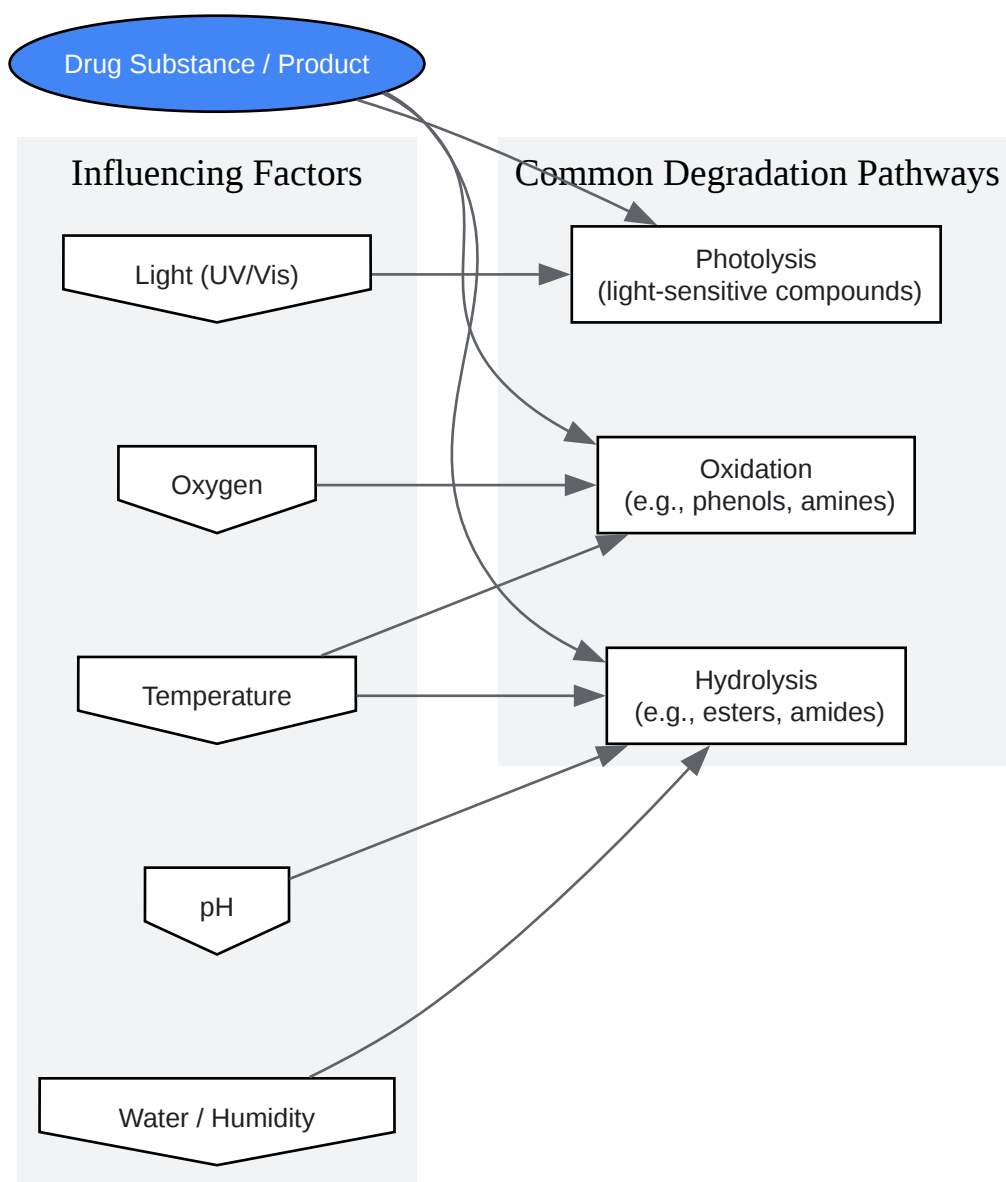 Drug Substance / Product
Influencing Factors
Common Degradation Pathways
Light (UV/Vis)
Photolysis
(light-sensitive compounds)
Oxygen
Oxidation
(e.g., phenols, amines)
Temperature
Hydrolysis
(e.g., esters, amides)
pH
Water / Humidity